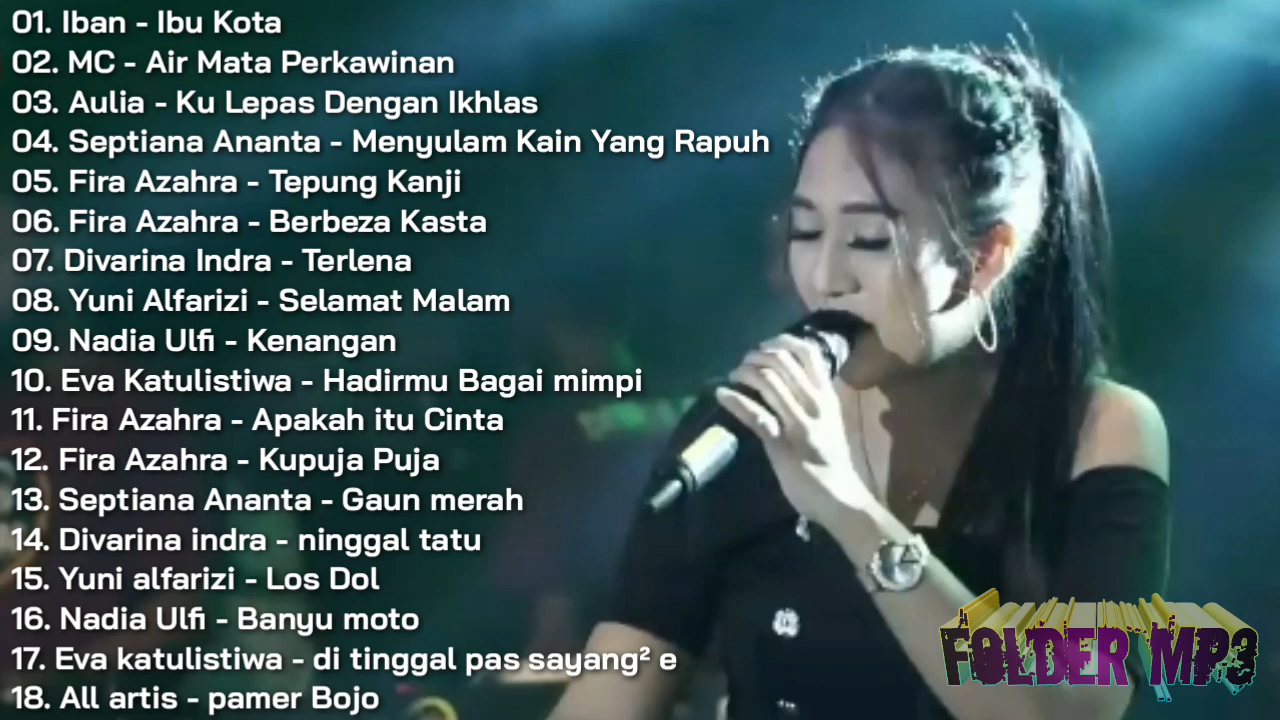 01. Iban - Ibu Kota
02. MC - Air Mata Perkawinan
03. Aulia - Ku Lepas Dengan Ikhlas
04. Septiana Ananta - Menyulam Kain Yang Rapuh
05. Fira Azahra - Tepung Kanji
06. Fira Azahra - Berbeza Kasta
07. Divarina Indra - Terlena
08. Yuni Alfarizi - Selamat Malam
09. Nadia Ulfi - Kenangan
10. Eva Katulistiwa - Hadirmu Bagai mimpi
11. Fira Azahra - Apakah itu Cinta
12. Fira Azahra - Kupuja Puja
13. Septiana Ananta - Gaun merah
14. Divarina indra - ninggal tatu
15. Yuni alfarizi - Los Dol
16. Nadia Ulfi - Banyu moto
17. Eva katulistiwa - di tinggal pas sayang² e
18. All artis - pamer Bojo
FOLDER MP3